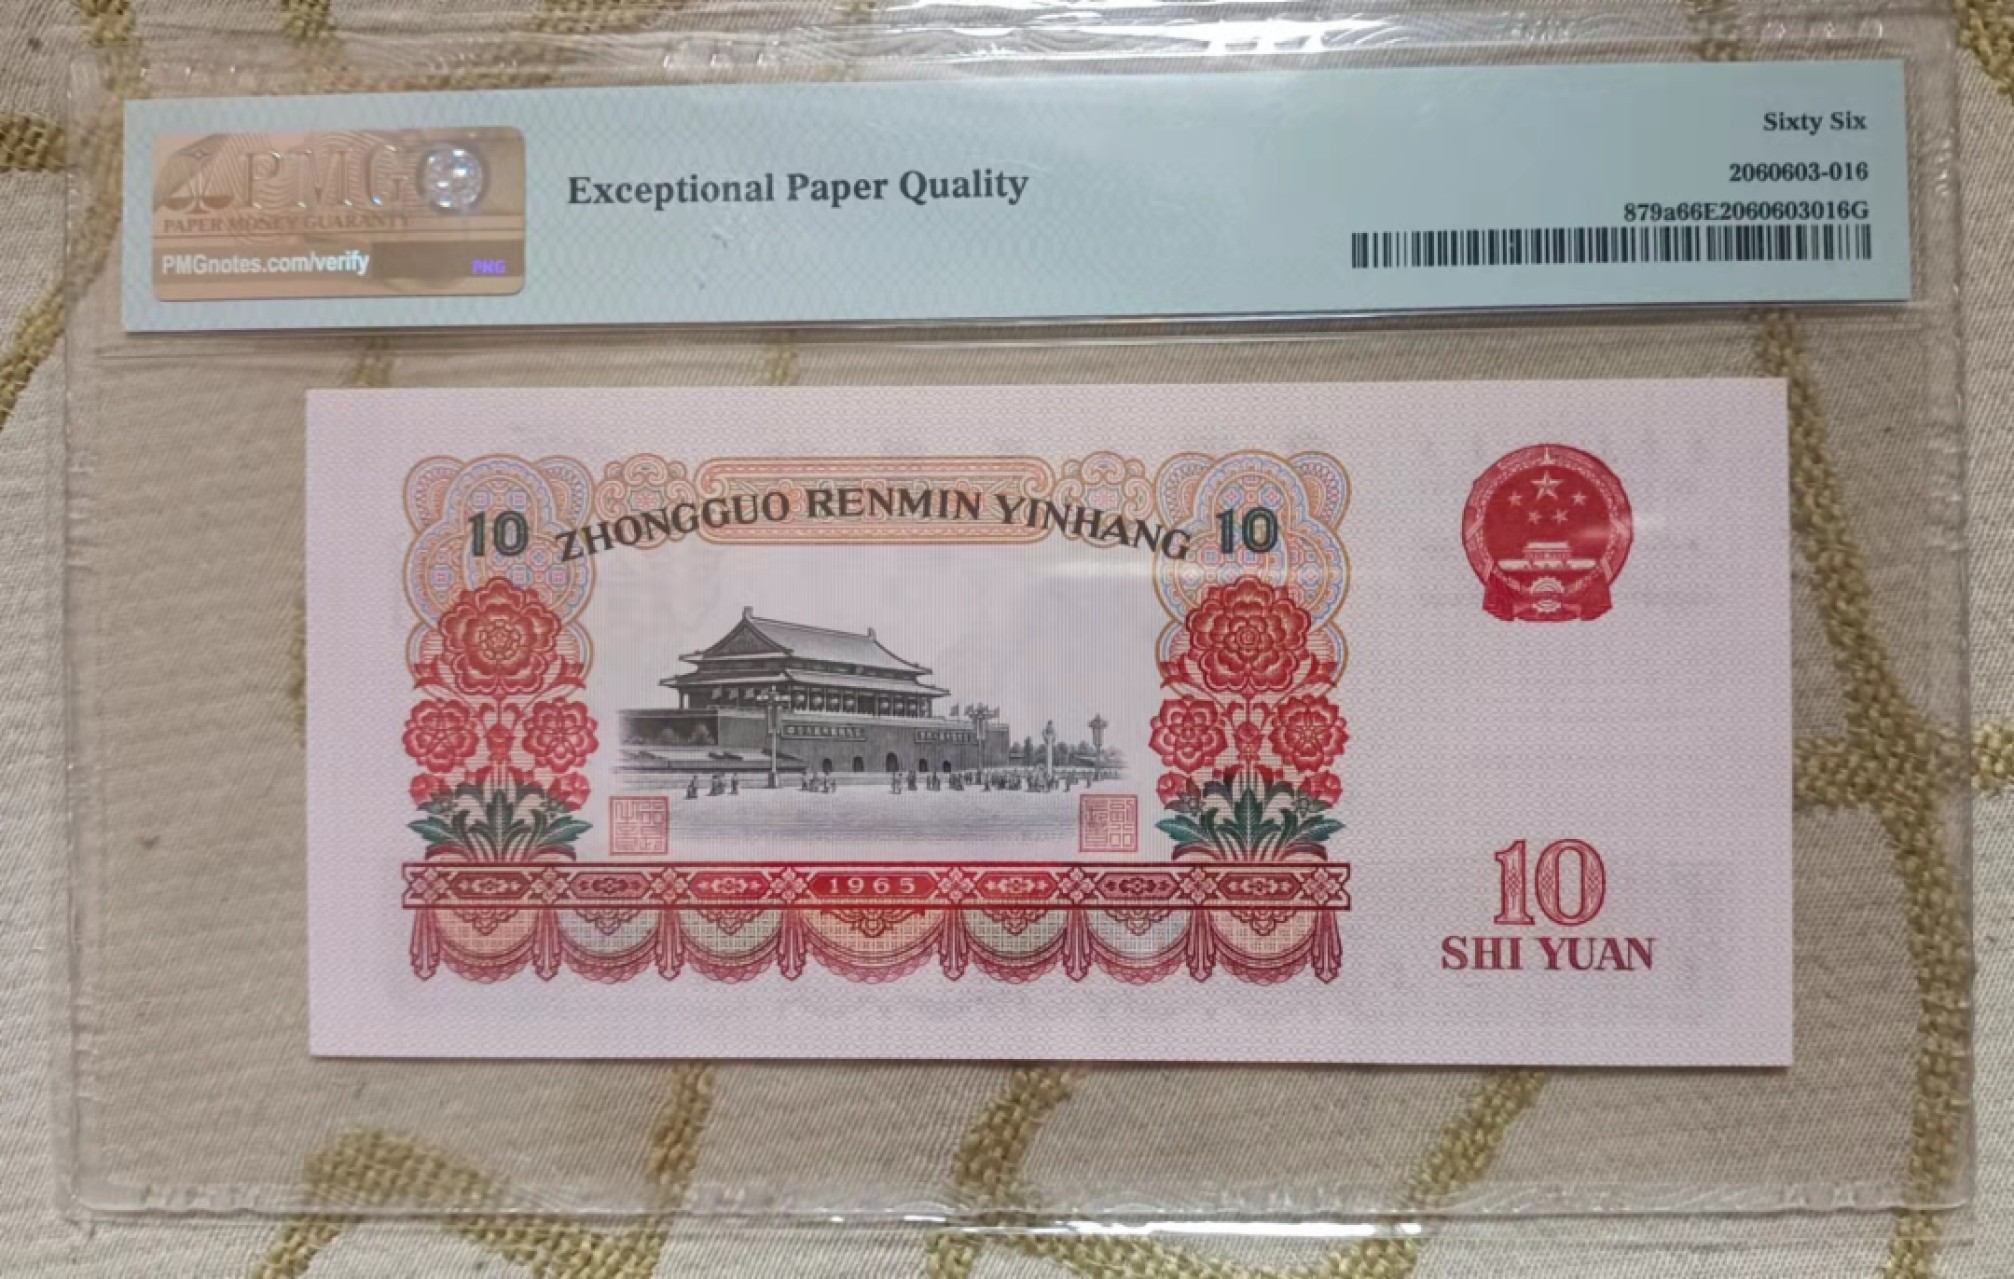 PMG
PAPER MONEY GUARANTY
PMGnotes.com/verify
PMG
Exceptional Paper Quality
Sixty Six
2060603-016
879a66E2060603016G
10 ZHONGGUO RENMIN YINHANG 10
1965
10
SHI YUAN